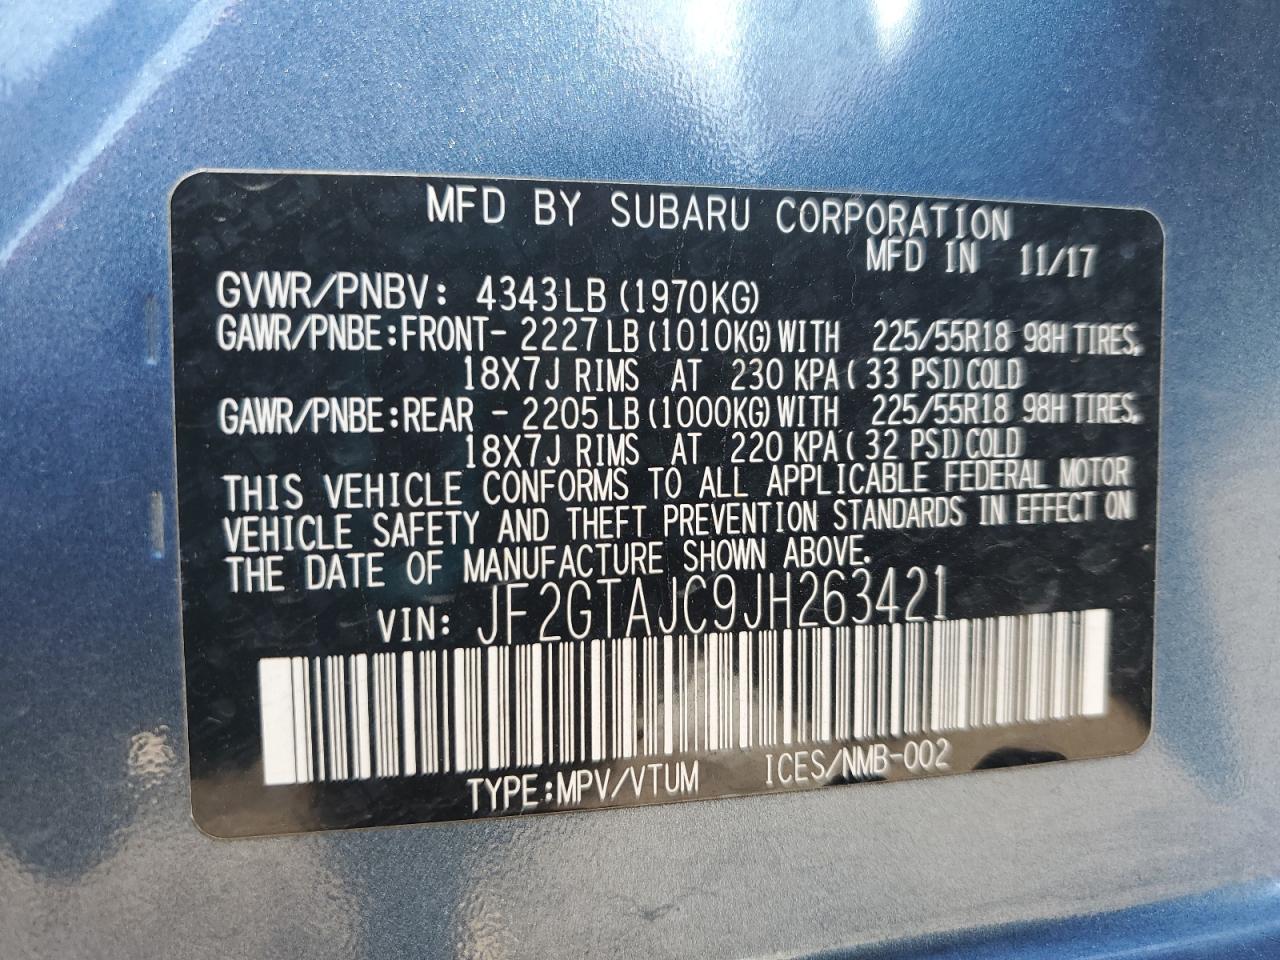 MFD BY SUBARU CORPORATION
MFD IN 11/17
GVWR/PNBV: 4343LB (1970KG)
GAWR/PNBE:FRONT- 2227 LB (1010KG) WITH 225/55R18 98H TIRES,
18X7J RIMS AT 230 KPA ( 33 PSI) COLD
GAWR/PNBE:REAR - 2205 LB (1000KG) WITH 225/55R18 98H TIRES,
18X7J RIMS AT 220 KPA ( 32 PSI) COLD
THIS VEHICLE CONFORMS TO ALL APPLICABLE FEDERAL MOTOR
VEHICLE SAFETY AND THEFT PREVENTION STANDARDS IN EFFECT ON
THE DATE OF MANUFACTURE SHOWN ABOVE.
VIN: JF2GTAJC9JH263421
TYPE:MPV/VTUM ICES/NMB-002